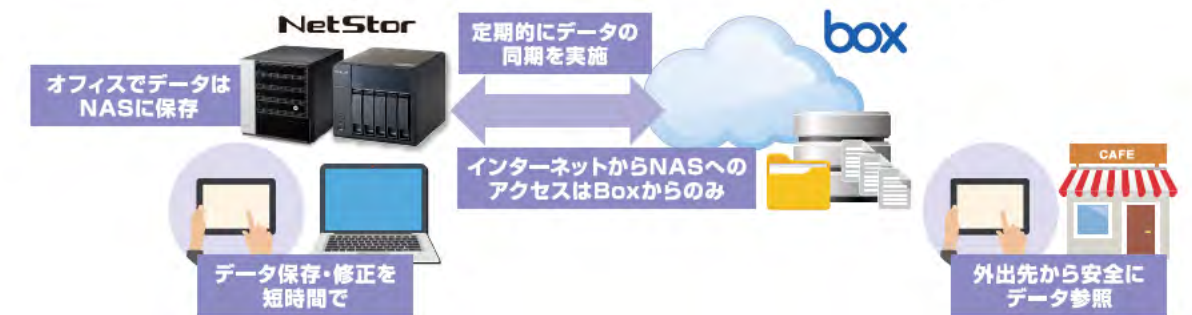 NetStor
オフィスでデータは
NASに保存
定期的にデータの
同期を実施
box
インターネットからNASへの
アクセスはBoxからのみ
データ保存・修正を
短時間で
CAFE
外出先から安全に
データ参照